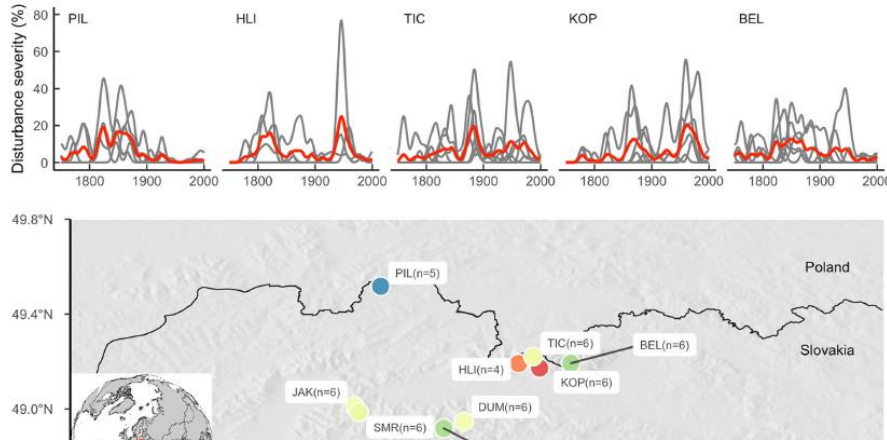 Disturbance severity (%)
80
60
40
20
0
PIL
HLI
TIC
KOP
BEL
1800 1900 2000
1800 1900 2000
1800 1900 2000
1800 1900 2000
1800 1900 2000
49.8°N
49.4°N
49.0°N
PIL(n=5)
Poland
TIC(n=6)
BEL(n=6)
Slovakia
HLI(n=4)
KOP(n=6)
JAK(n=6)
DUM(n=6)
SMR(n=6)